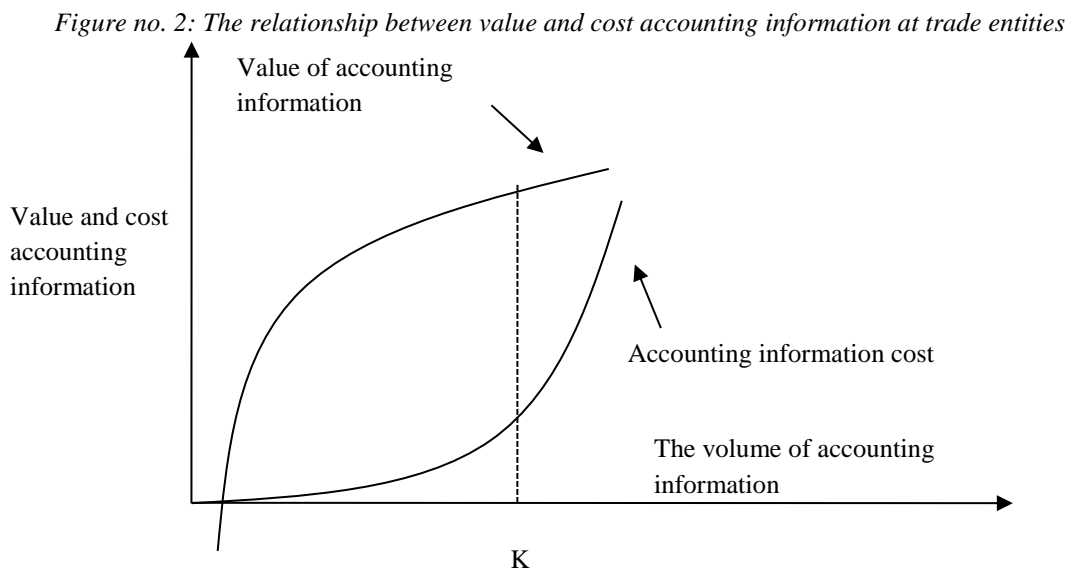 Figure no. 2: The relationship between value and cost accounting information at trade entities
Value of accounting
information
Value and cost
accounting
information
Accounting information cost
The volume of accounting
information
K